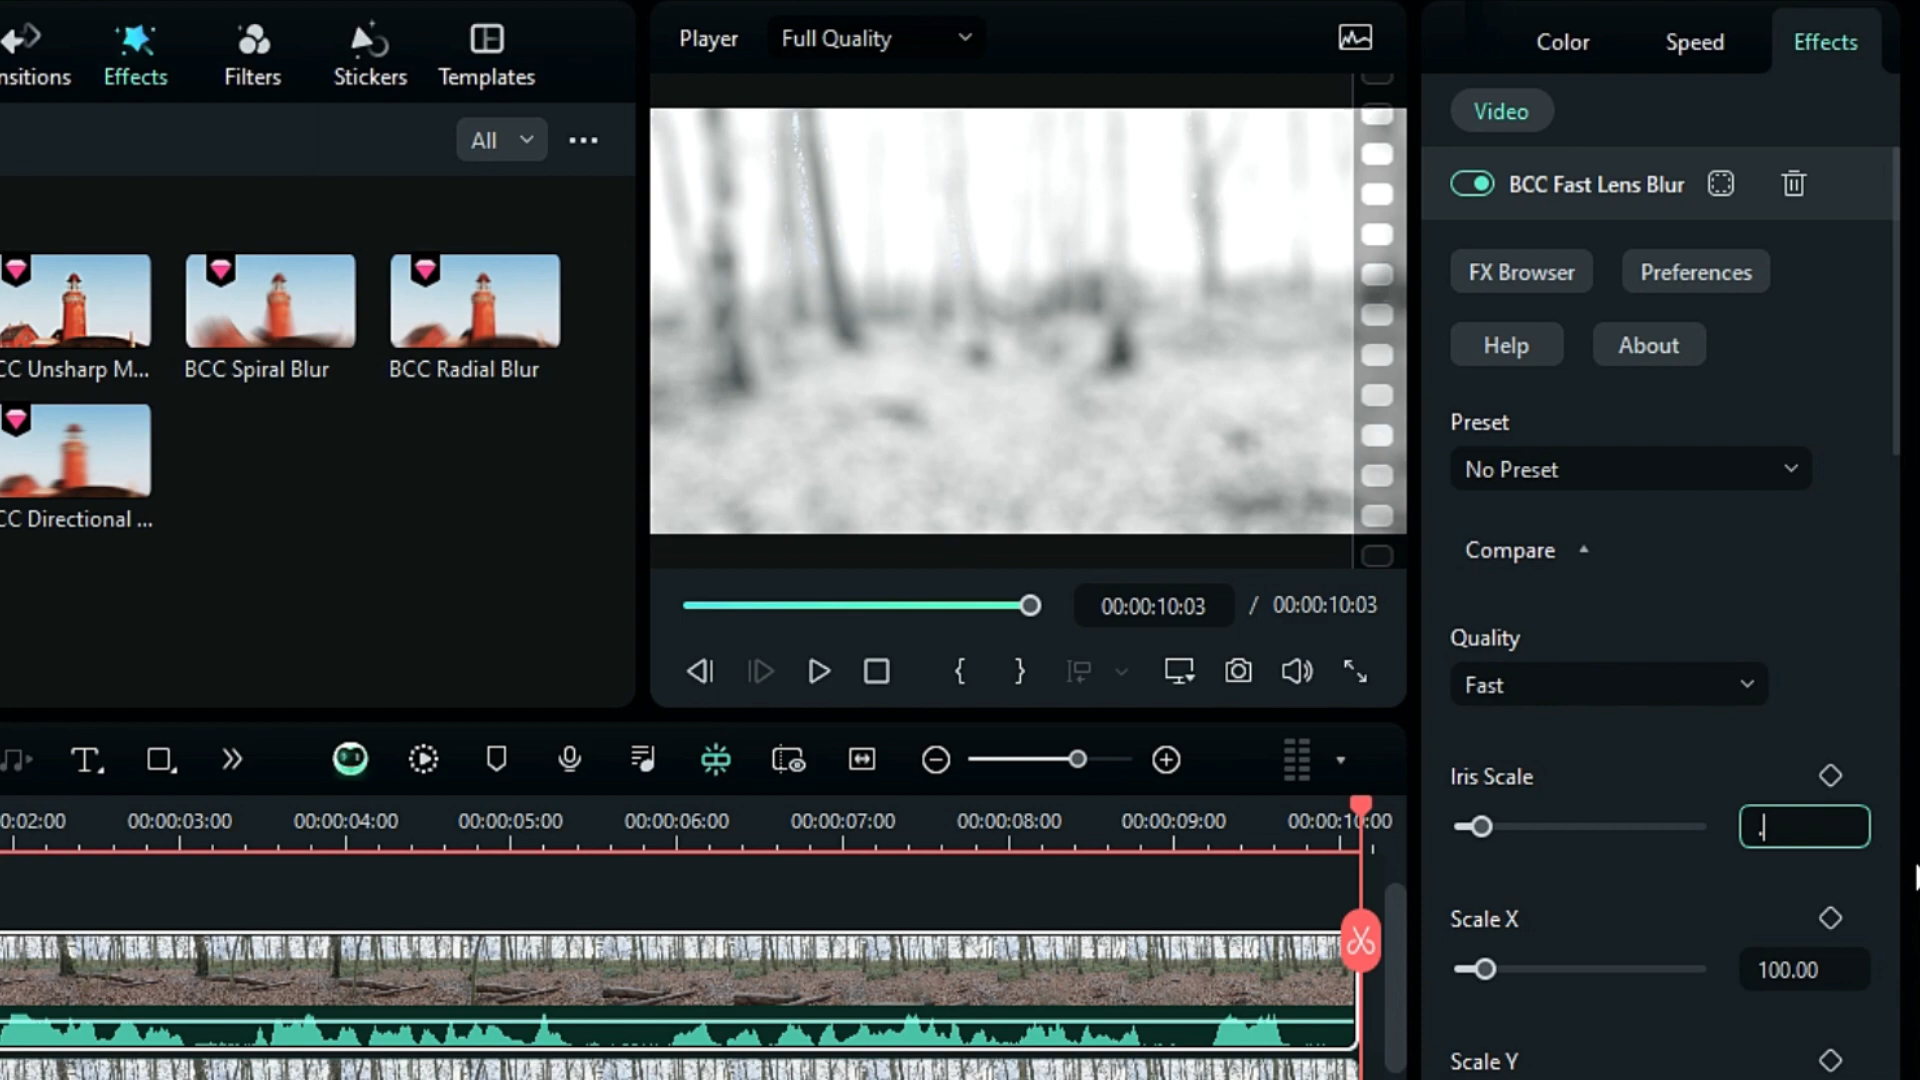 nsitions
Effects
Filters
Stickers
Templates
All
CC Unsharp M...
BCC Spiral Blur
BCC Radial Blur
CC Directional ...
Player
Full Quality
00:00:10:03 / 00:00:10:03
Color
Speed
Effects
Video
BCC Fast Lens Blur
FX Browser
Preferences
Help
About
Preset
No Preset
Compare
Quality
Fast
Iris Scale
.
Scale X
100.00
Scale Y
0:02:00
00:00:03:00
00:00:04:00
00:00:05:00
00:00:06:00
00:00:07:00
00:00:08:00
00:00:09:00
00:00:10:00